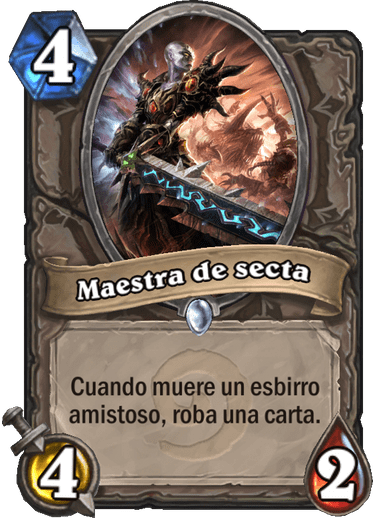 4
Maestra de secta
Cuando muere un esbirro
amistoso, roba una carta.
4
2